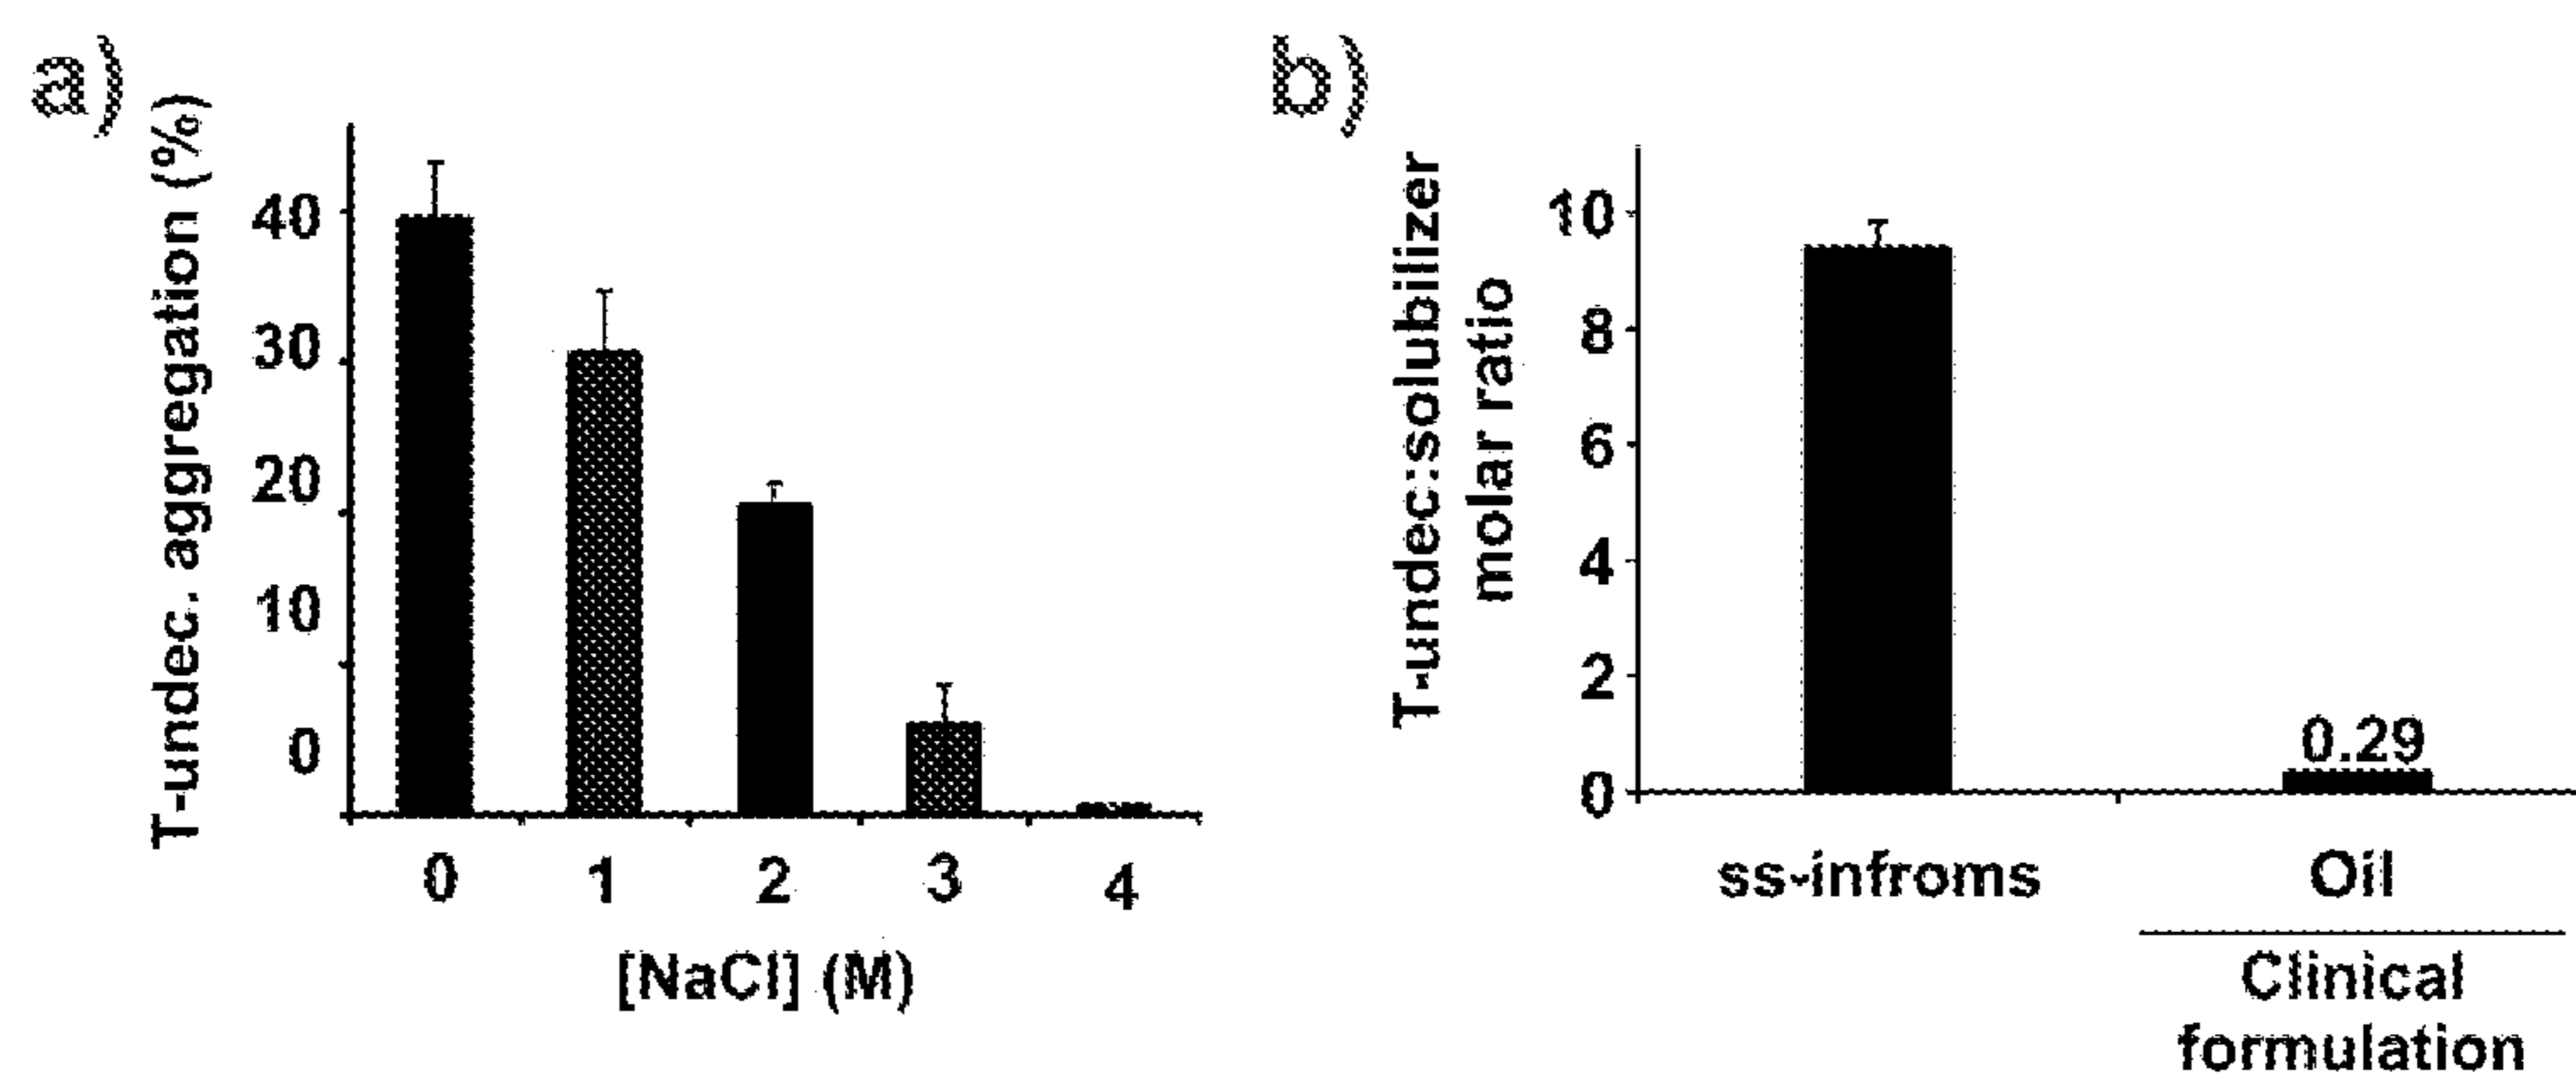 a)
T-undec. aggregation (%)
40
30
20
10
0
0 1 2 3 4
[NaCl] (M)
b)
T-undec:solubilizer
molar ratio
10
8
6
4
2
0
0.29
ss-infroms Oil
Clinical
formulation